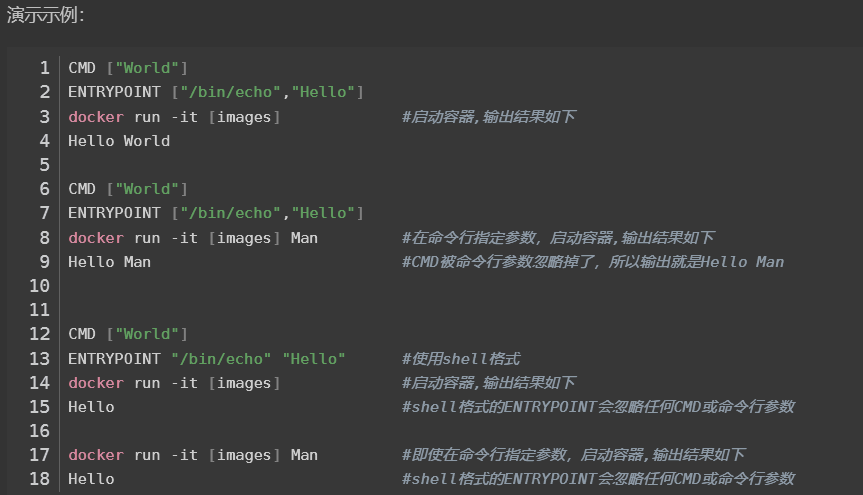 演示示例：
1 CMD ["World"]
2 ENTRYPOINT ["/bin/echo","Hello"]
3 docker run -it [images] #启动容器,输出结果如下
4 Hello World
5
6 CMD ["World"]
7 ENTRYPOINT ["/bin/echo","Hello"]
8 docker run -it [images] Man #在命令行指定参数，启动容器,输出结果如下
9 Hello Man #CMD被命令行参数忽略掉了，所以输出就是Hello Man
10
11
12 CMD ["World"]
13 ENTRYPOINT "/bin/echo" "Hello" #使用shell格式
14 docker run -it [images] #启动容器,输出结果如下
15 Hello #shell格式的ENTRYPOINT会忽略任何CMD或命令行参数
16
17 docker run -it [images] Man #即使在命令行指定参数，启动容器,输出结果如下
18 Hello #shell格式的ENTRYPOINT会忽略任何CMD或命令行参数